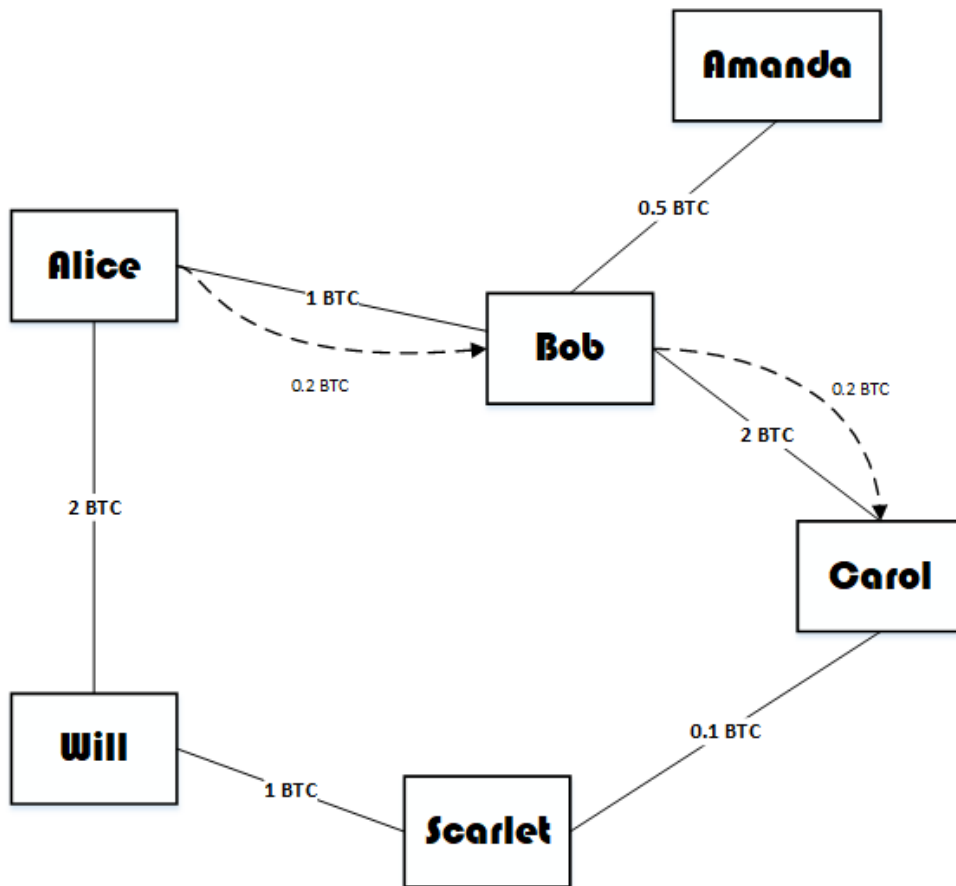 Amanda
0.5 BTC
Alice
1 BTC
Bob
0.2 BTC
0.2 BTC
2 BTC
2 BTC
Carol
Will
0.1 BTC
1 BTC
Scarlet